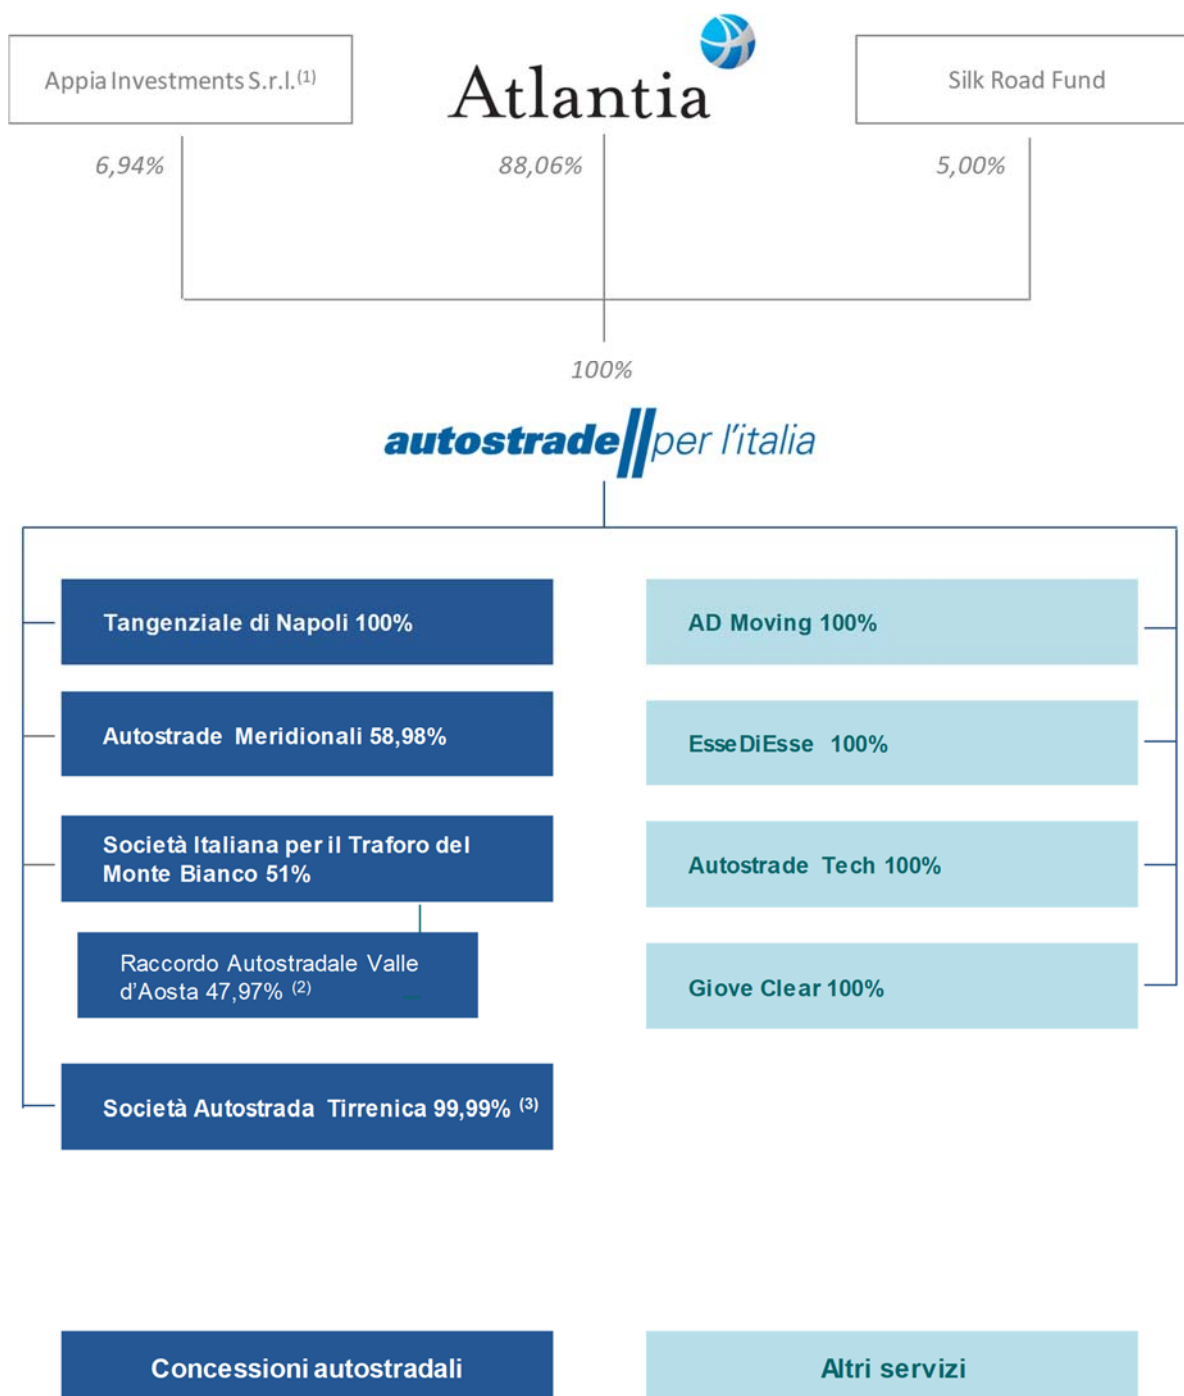 Appia Investments S.r.l.(1)
Atlantia
Silk Road Fund
6,94%
88,06%
5,00%
100%
autostrade per l'italia
Tangenziale di Napoli 100%
AD Moving 100%
Autostrade Meridionali 58,98%
EsseDiEsse 100%
Società Italiana per il Traforo del
Monte Bianco 51%
Autostrade Tech 100%
Raccordo Autostradale Valle
d'Aosta 47,97% (2)
Giove Clear 100%
Società Autostrada Tirrenica 99,99% (3)
Concessioni autostradali
Altri servizi